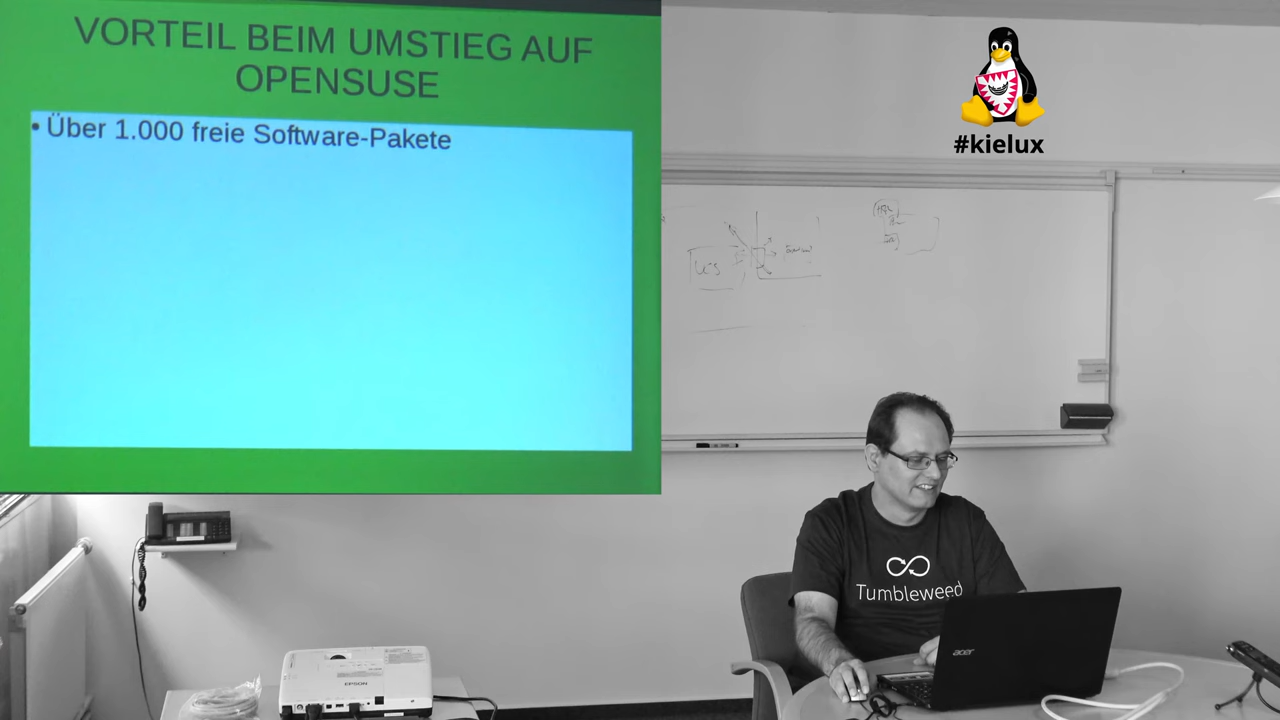 VORTEIL BEIM UMSTIEG AUF
OPENSUSE
• Über 1.000 freie Software-Pakete
#kielux
Tumbleweed
acer
EPSON